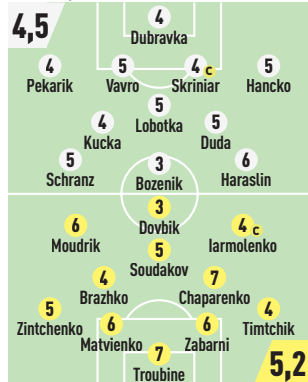 4,5
4
Dubravka
4 5 4 c 5
Pekarik Vavro Skriniar Hancko
5
Lobotka
4 5
Kucka Duda
5 3 6
Schranz Bozenik Haraslin
3
Dovbik
6 4 c
Moudrik Iarmolenko
5
Soudakov
4 7
Brazhko Chaparenko
5 6 6 4
Zintchenko Matvienko Zabarni Timtchik
7
Troubine
5,2